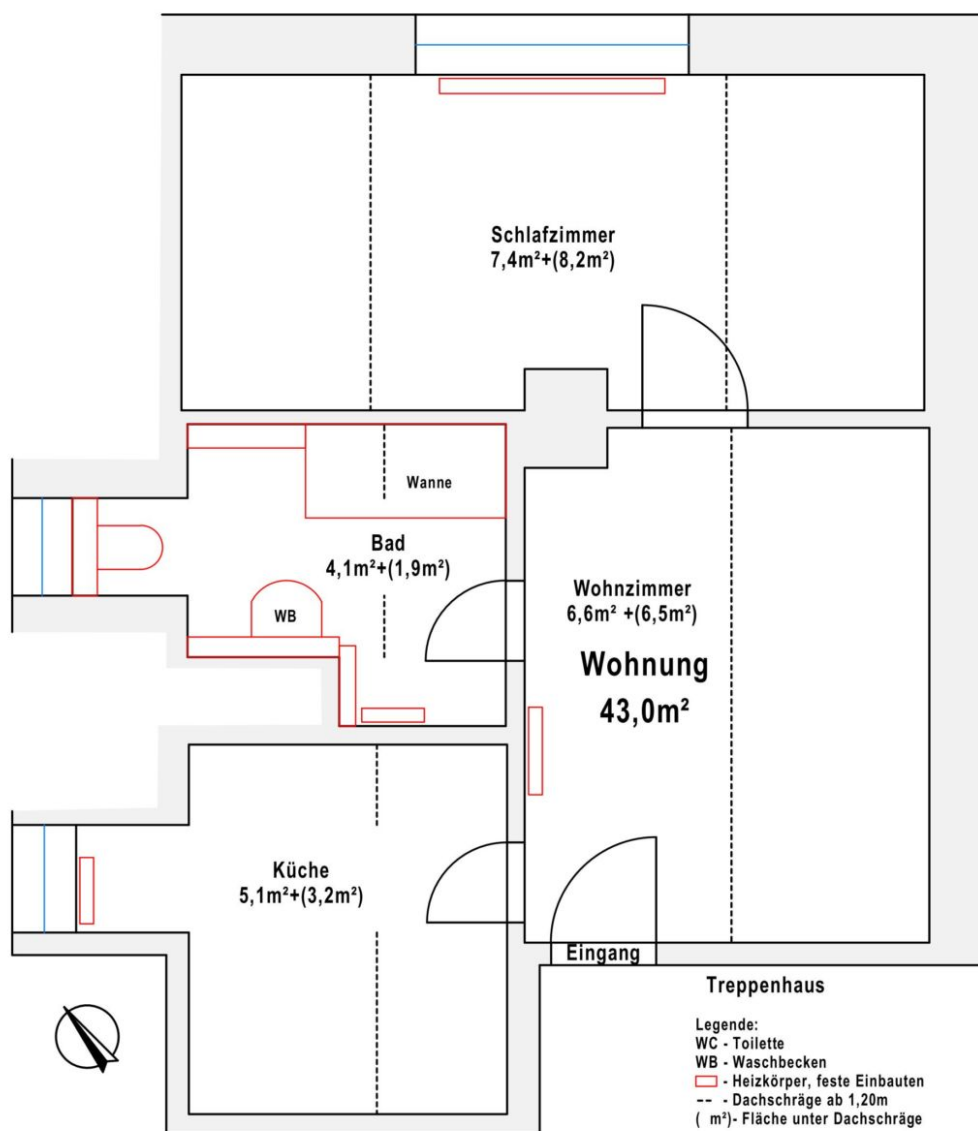 Schlafzimmer
7,4m²+(8,2m²)
Wanne
Bad
4,1m²+(1,9m²)
WB
Wohnzimmer
6,6m² +(6,5m²)
Wohnung
43,0m²
Küche
5,1m²+(3,2m²)
Eingang
Treppenhaus
Legende:
WC - Toilette
WB - Waschbecken
- Heizkörper, feste Einbauten
-- - Dachschräge ab 1,20m
( m²)- Fläche unter Dachschräge